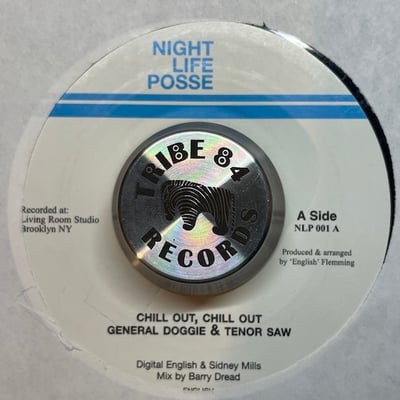 NIGHT
LIFE
POSSE
TRIBE 84
RECORDS
Recorded at:
Living Room Studio
Brooklyn NY
A Side
NLP 001 A
Produced & arranged
by 'English' Flemming
CHILL OUT, CHILL OUT
GENERAL DOGGIE & TENOR SAW
Digital English & Sidney Mills
Mix by Barry Dread